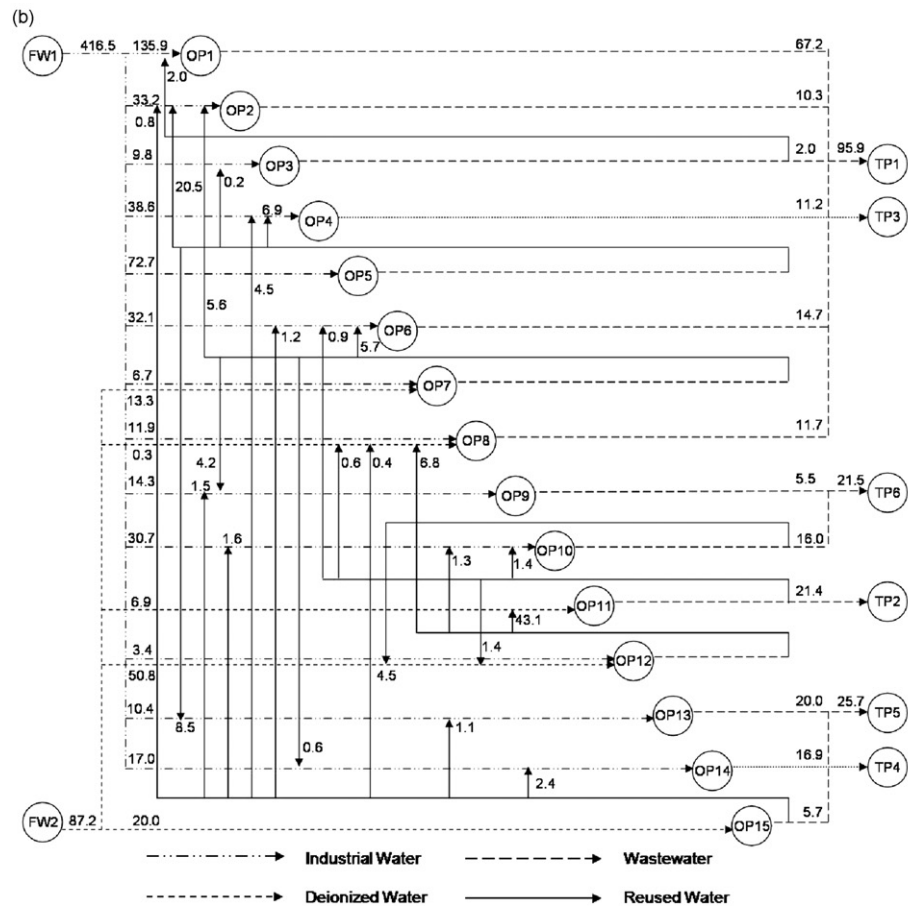 (b)
FW1 416.5 135.9 OP1 67.2
2.0
33.2 OP2 10.3
0.8
9.8 OP3 2.0 95.9 TP1
20.5 0.2
38.6 6.9 OP4 11.2 TP3
72.7 OP5
5.6 4.5
32.1 OP6 14.7
1.2 0.9 5.7
6.7 OP7
13.3
11.9 OP8 11.7
0.3
4.2 0.6 0.4 6.8
14.3 1.5 OP9 5.5 21.5 TP6
30.7 1.6 OP10 16.0
1.3 1.4
6.9 OP11 21.4 TP2
43.1
1.4
3.4 OP12
50.8 4.5
10.4 OP13 20.0 25.7 TP5
8.5 1.1
0.6
17.0 OP14 16.9 TP4
2.4
5.7
FW2 87.2 20.0 OP15
Industrial Water Wastewater
Deionized Water Reused Water